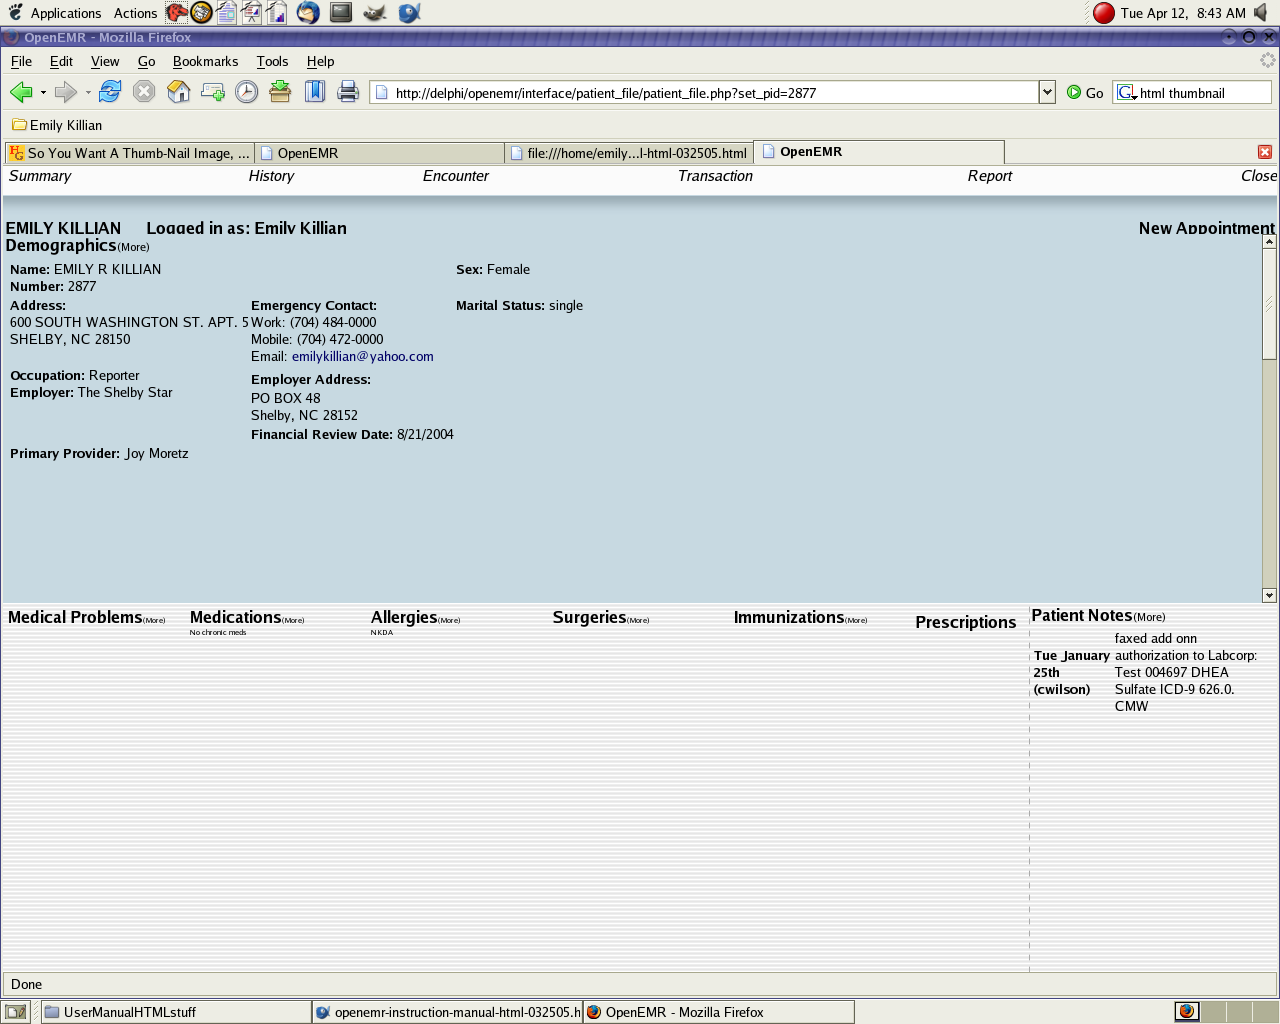 Applications Actions Tue Apr 12, 8:43 AM
OpenEMR - Mozilla Firefox
File Edit View Go Bookmarks Tools Help
http://delphi/openemr/interface/patient_file/patient_file.php?set_pid=2877 Go G html thumbnail
Emily Killian
HG So You Want A Thumb-Nail Image, ... OpenEMR file:///home/emily...l-html-032505.html OpenEMR
Summary History Encounter Transaction Report Close
EMILY KILLIAN Logged in as: Emily Killian New Appointment
Demographics(More)
Name: EMILY R KILLIAN Sex: Female
Number: 2877
Address: Emergency Contact: Marital Status: single
600 SOUTH WASHINGTON ST. APT. 5 Work: (704) 484-0000
SHELBY, NC 28150 Mobile: (704) 472-0000
Email: emilykillian@yahoo.com
Occupation: Reporter Employer Address:
Employer: The Shelby Star PO BOX 48
Shelby, NC 28152
Financial Review Date: 8/21/2004
Primary Provider: Joy Moretz
Medical Problems(More) Medications(More) Allergies(More) Surgeries(More) Immunizations(More) Prescriptions Patient Notes(More)
No chronic meds NKDA
faxed add onn
Tue January authorization to Labcorp:
25th Test 004697 DHEA
(cwilson) Sulfate ICD-9 626.0.
CMW
Done
UserManualHTMLstuff openemr-instruction-manual-html-032505.h OpenEMR - Mozilla Firefox